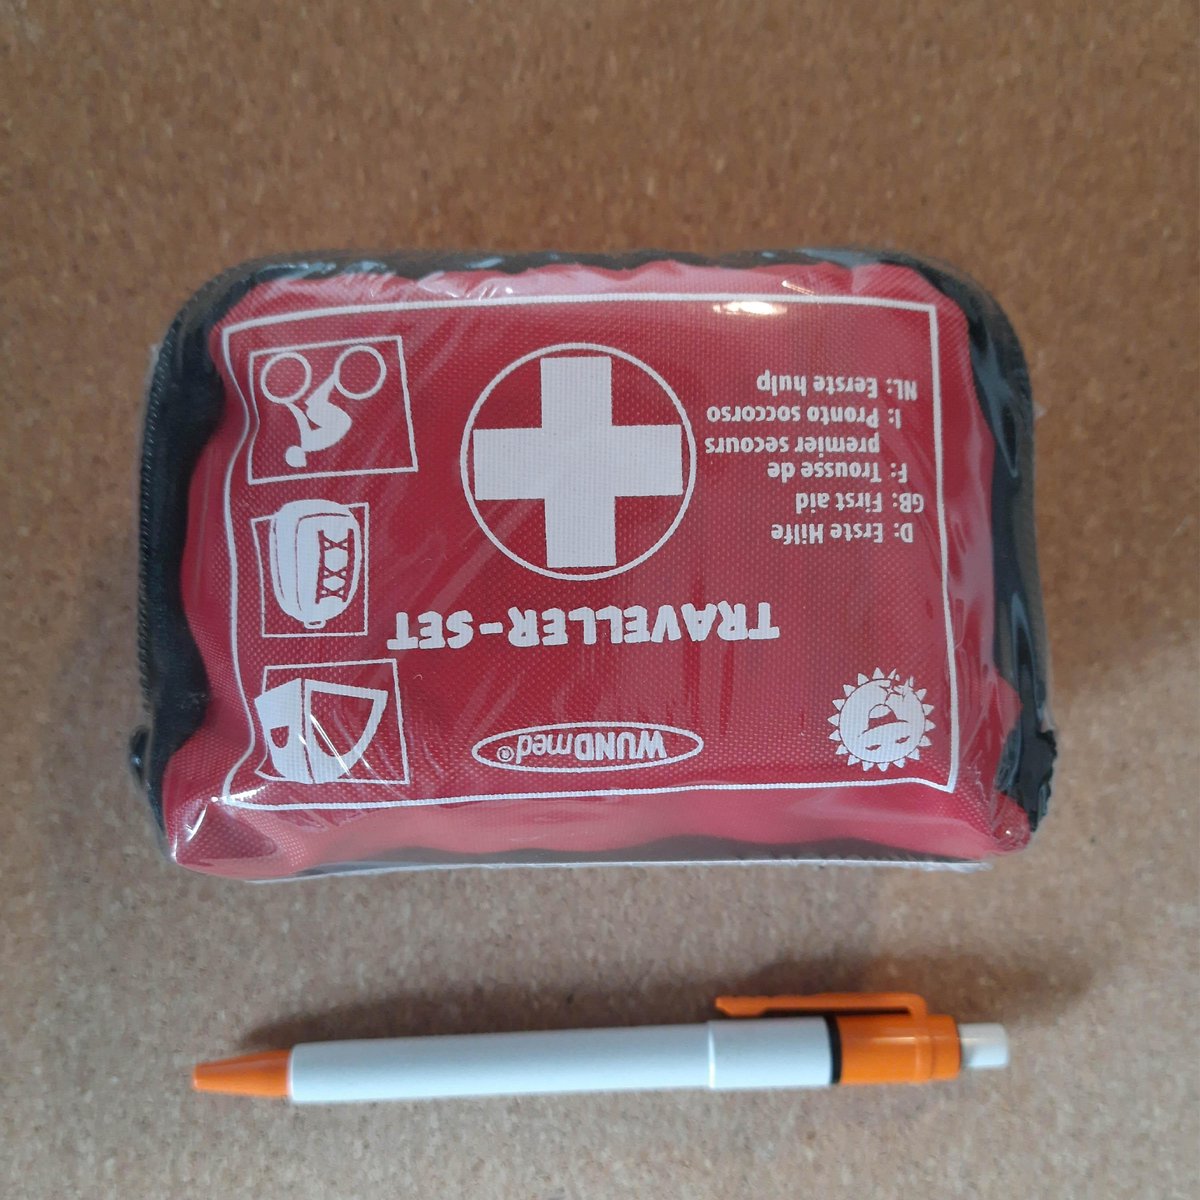 WUNDmed®
TRAVELLER-SET
D: Erste Hilfe
GB: First aid
F: Trousse de
premier secours
I: Pronto soccorso
NL: Eerste hulp